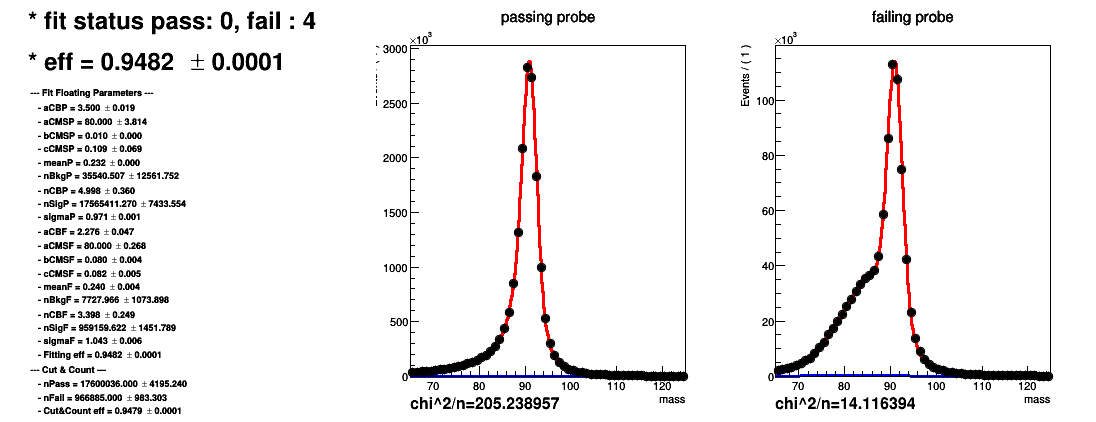 * fit status pass: 0, fail : 4
* eff = 0.9482 ± 0.0001
--- Fit Floating Parameters ---
- aCBP = 3.500 ± 0.019
- aCMSP = 80.000 ± 3.814
- bCMSP = 0.010 ± 0.000
- cCMSP = 0.109 ± 0.069
- meanP = 0.232 ± 0.000
- nBkgP = 35540.507 ± 12561.752
- nCBP = 4.998 ± 0.360
- nSigP = 17565411.270 ± 7433.554
- sigmaP = 0.971 ± 0.001
- aCBF = 2.276 ± 0.047
- aCMSF = 80.000 ± 0.268
- bCMSF = 0.080 ± 0.004
- cCMSF = 0.082 ± 0.005
- meanF = 0.240 ± 0.004
- nBkgF = 7727.966 ± 1073.898
- nCBF = 3.398 ± 0.249
- nSigF = 959159.622 ± 1451.789
- sigmaF = 1.043 ± 0.006
- Fitting eff = 0.9482 ± 0.0001
--- Cut & Count ---
- nPass = 17600036.000 ± 4195.240
- nFail = 966885.000 ± 983.303
- Cut&Count eff = 0.9479 ± 0.0001
passing probe
×10³
3000
2500
2000
1500
1000
500
0
70 80 90 100 110 120
mass
chi^2/n=205.238957
failing probe
×10³
Events / ( 1 )
100
80
60
40
20
0
70 80 90 100 110 120
mass
chi^2/n=14.116394